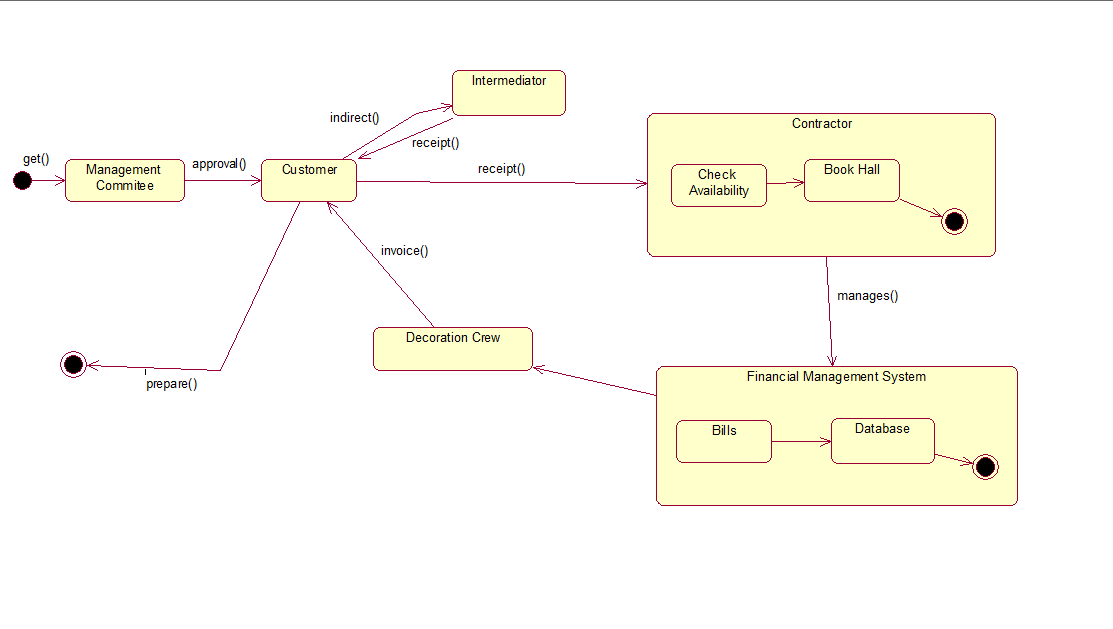 Intermediator
indirect()
receipt()
Contractor
get()
Management
Commitee
approval()
Customer
receipt()
Check
Availability
Book Hall
invoice()
manages()
Decoration Crew
prepare()
Financial Management System
Bills
Database